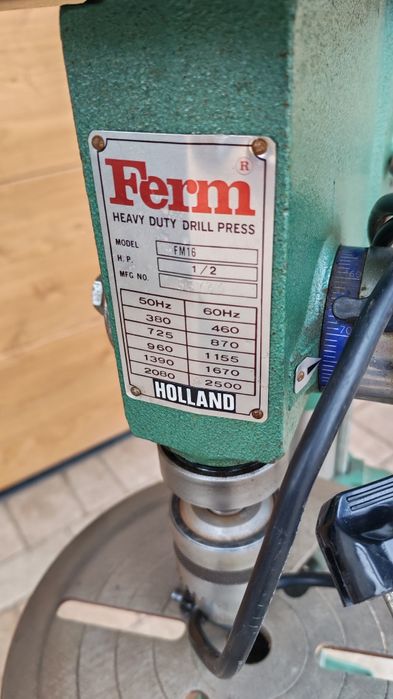 Ferm ®
HEAVY DUTY DRILL PRESS
MODEL FM16
H.P. 1/2
MFG NO.
50Hz 60Hz
380 460
725 870
960 1155
1390 1670
2080 2500
HOLLAND
70